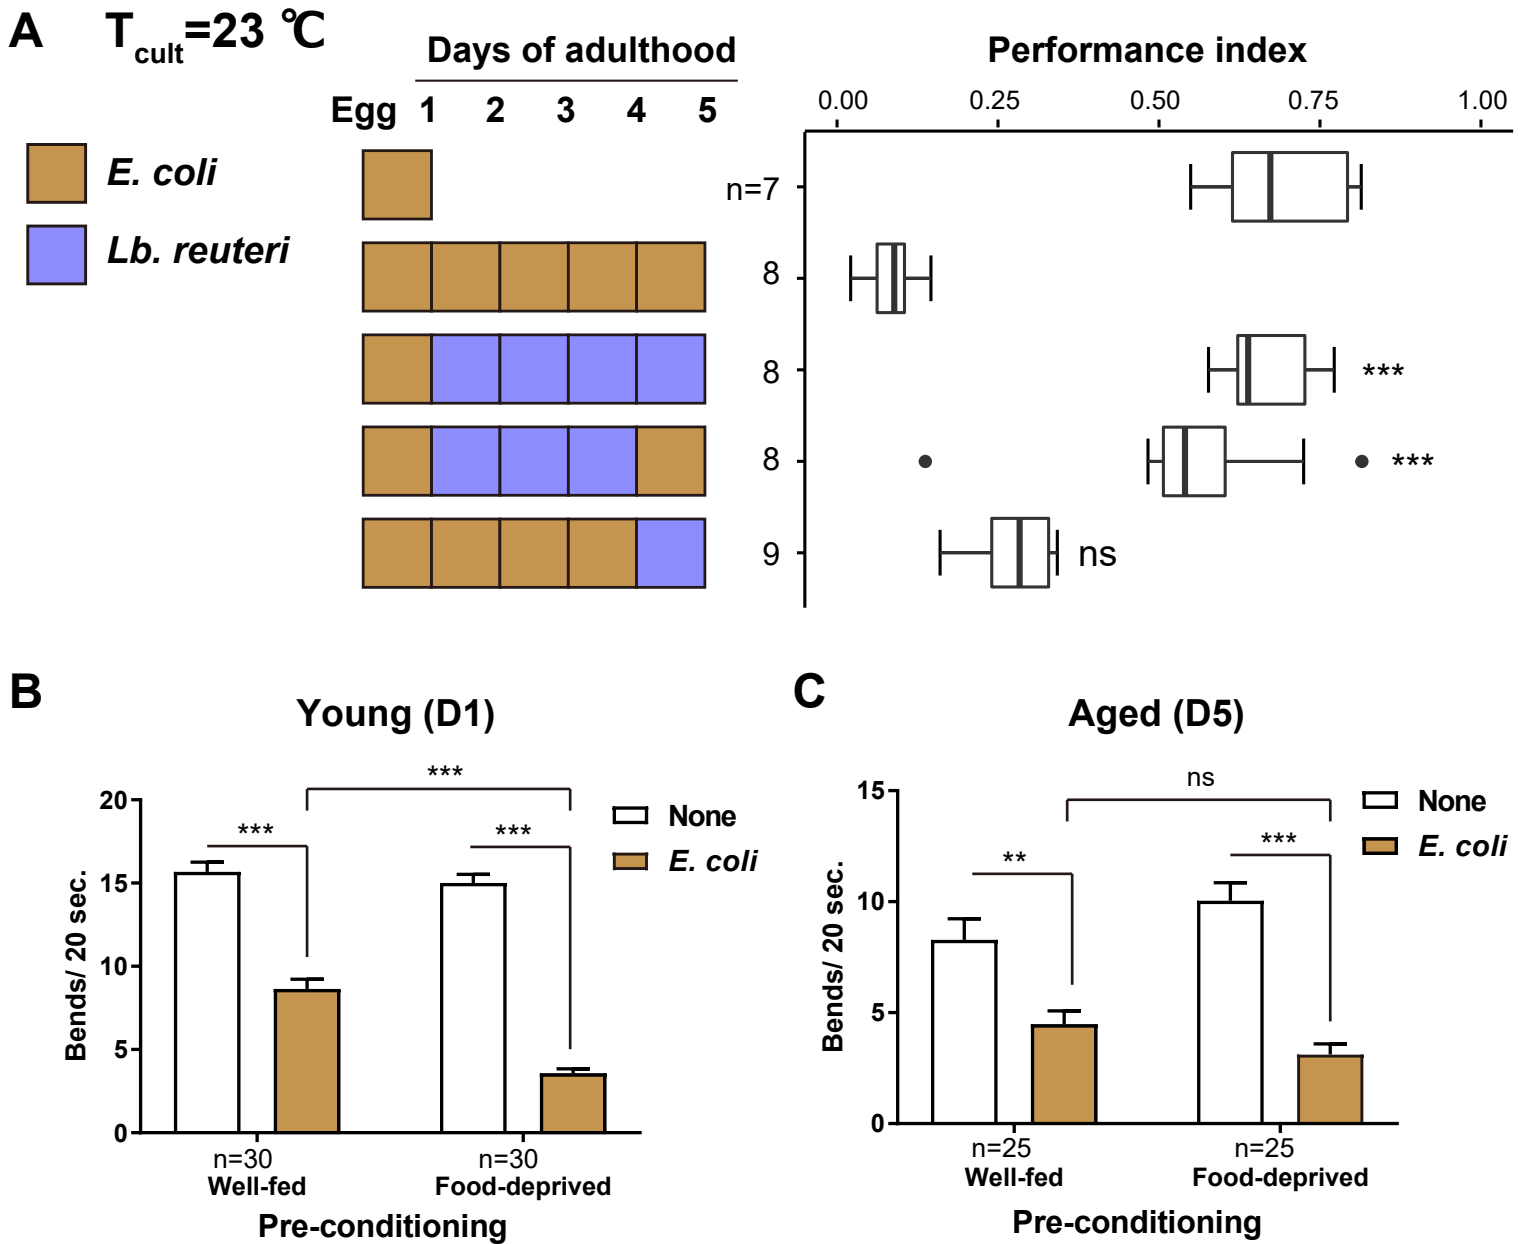 A
Tcult=23 ℃
Days of adulthood
Egg 1 2 3 4 5
E. coli
Lb. reuteri
Performance index
0.00 0.25 0.50 0.75 1.00
n=7
8
8 ***
8 ***
9 ns
B
Young (D1)
***
*** ***
None
E. coli
Bends/ 20 sec.
20
15
10
5
0
n=30 n=30
Well-fed Food-deprived
Pre-conditioning
C
Aged (D5)
ns
** ***
None
E. coli
Bends/ 20 sec.
15
10
5
0
n=25 n=25
Well-fed Food-deprived
Pre-conditioning